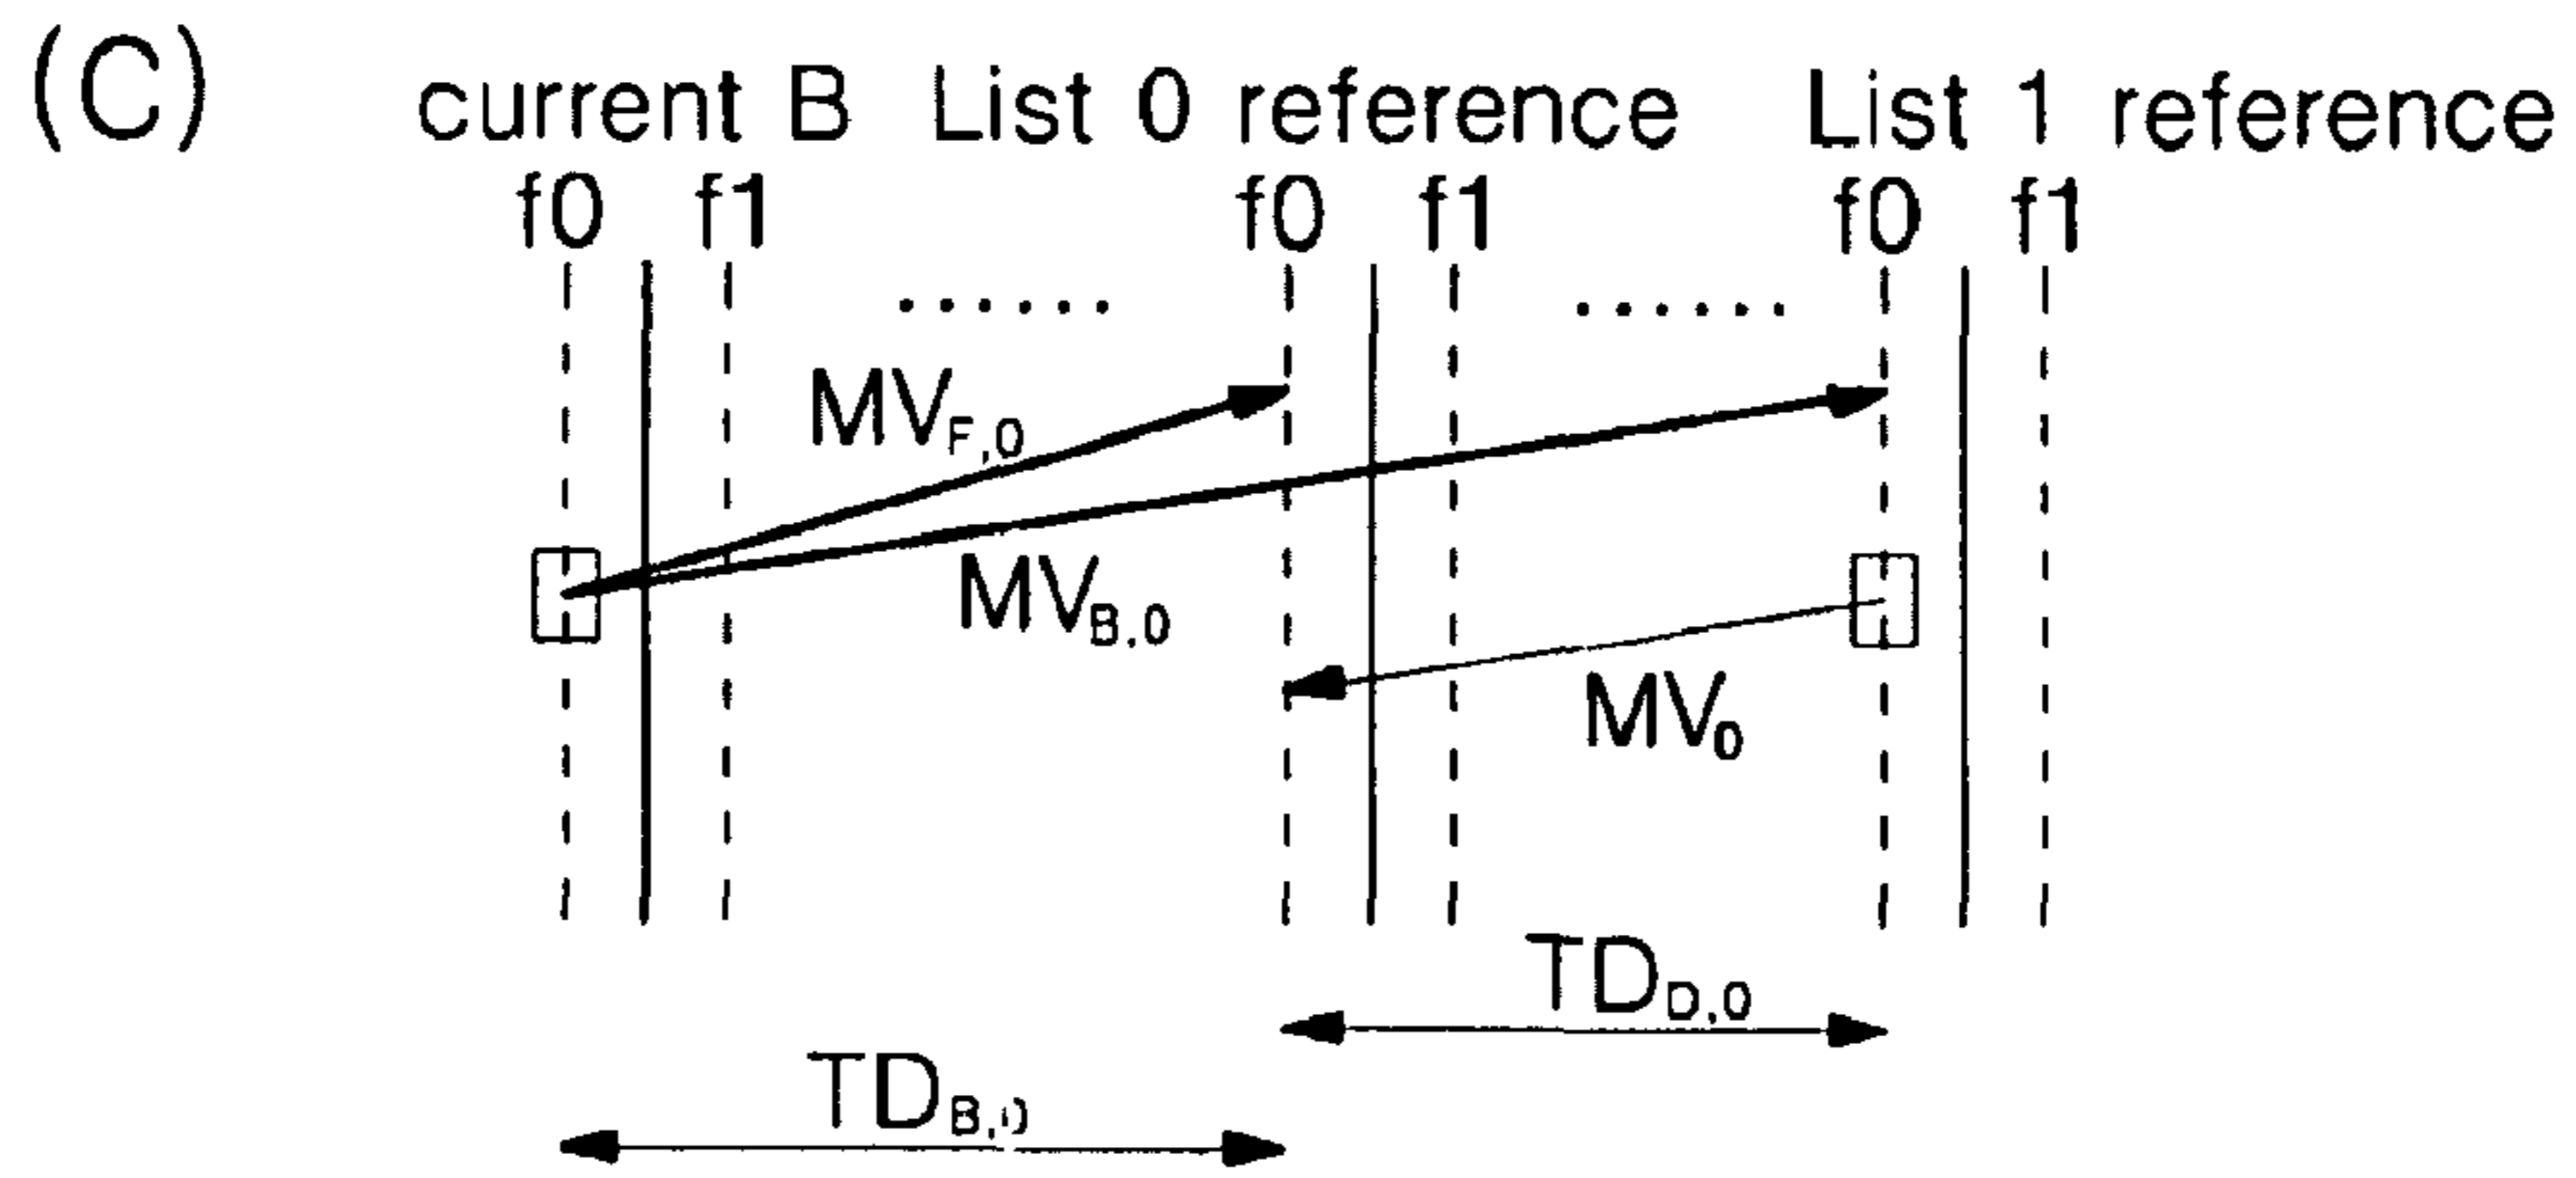 (C)
current B List 0 reference List 1 reference
f0 f1 f0 f1 f0 f1
......
......
MVF,0
MVB,0
MV0
TDD,0
TDB,0